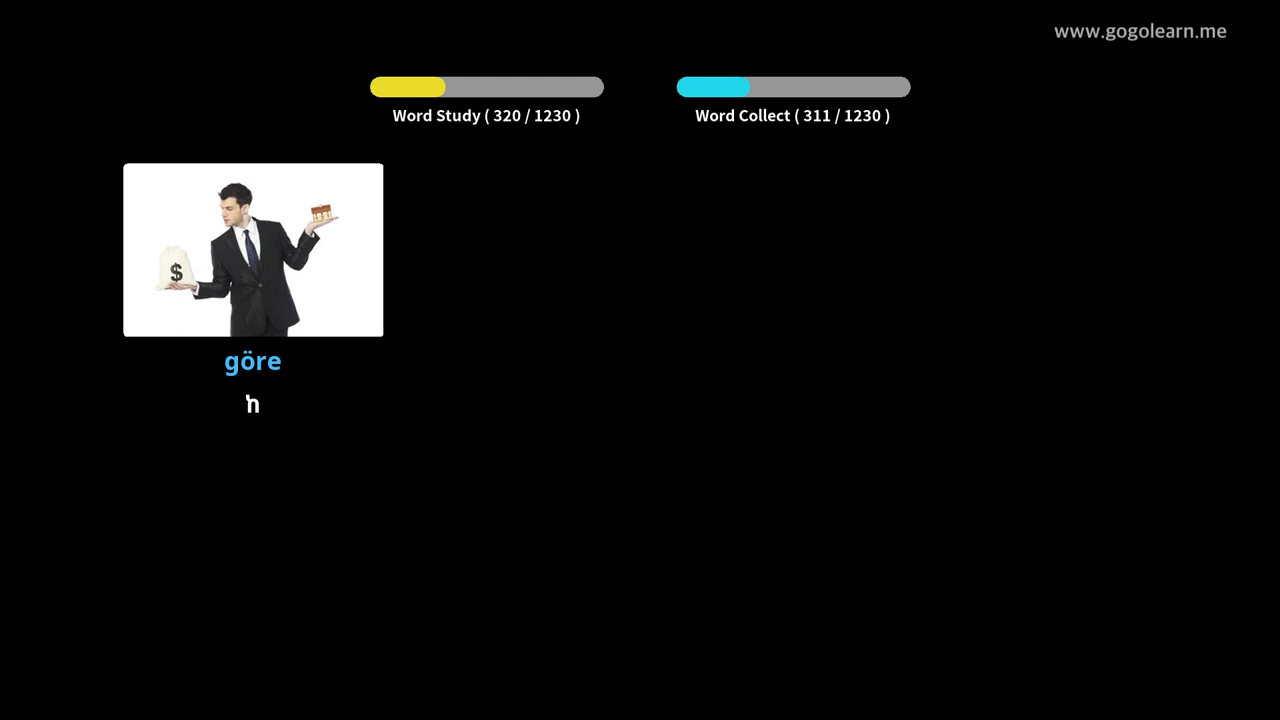 www.gogolearn.me
Word Study ( 320 / 1230 )
Word Collect ( 311 / 1230 )
$
göre
ከ